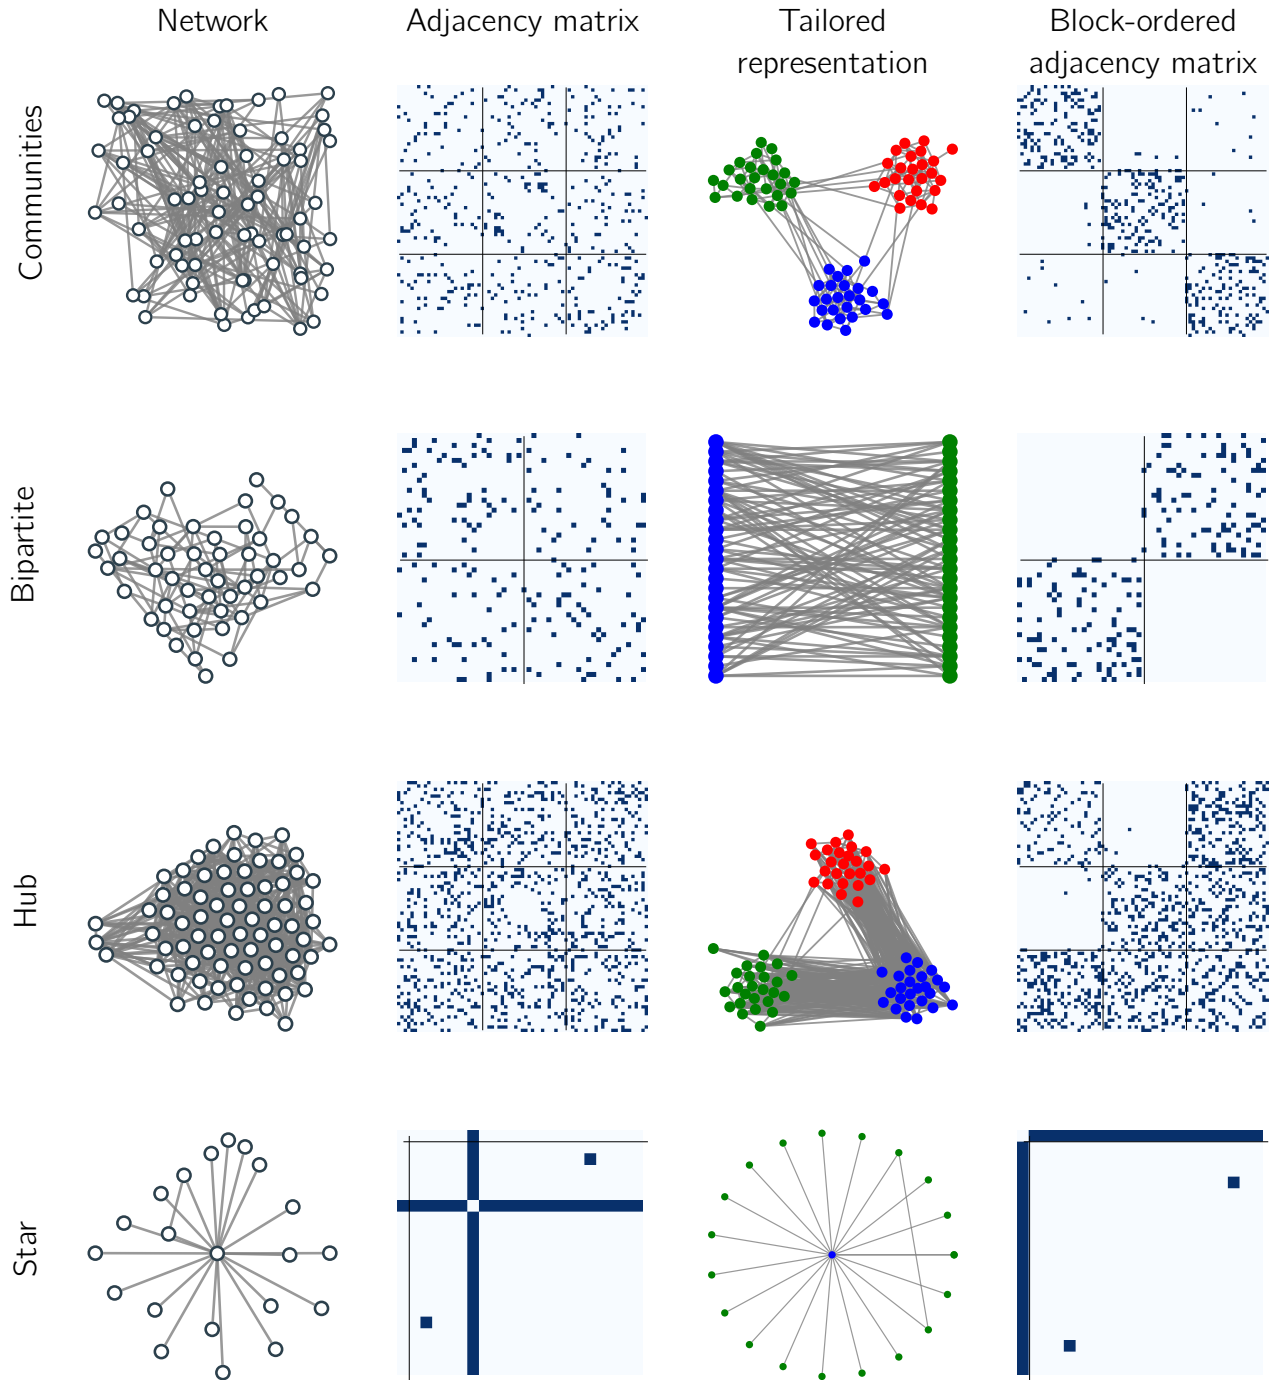 Network
Adjacency matrix
Tailored
representation
Block-ordered
adjacency matrix
Communities
Bipartite
Hub
Star